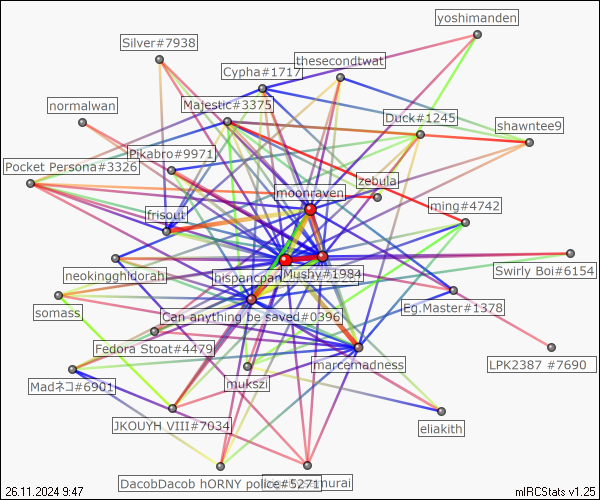 yoshimanden
Silver#7938
thesecondtwat
Cypha#1717
normalwan
Majestic#3375
Duck#1245
shawntee9
Pikabro#9971
Pocket Persona#3326
zebula
moonraven
ming#4742
frisout
neokingghidorah
hispancpan
Mushy#1984
Swirly Boi#6154
somass
Can anything be saved#0396
Eg.Master#1378
Fedora Stoat#4479
marcemadness
LPK2387 #7690
Madネコ#6901
mukszi
JKOUYH VIII#7034
eliakith
DacobDacob hORNY police#5271
murai
26.11.2024 9:47
mIRCStats v1.25